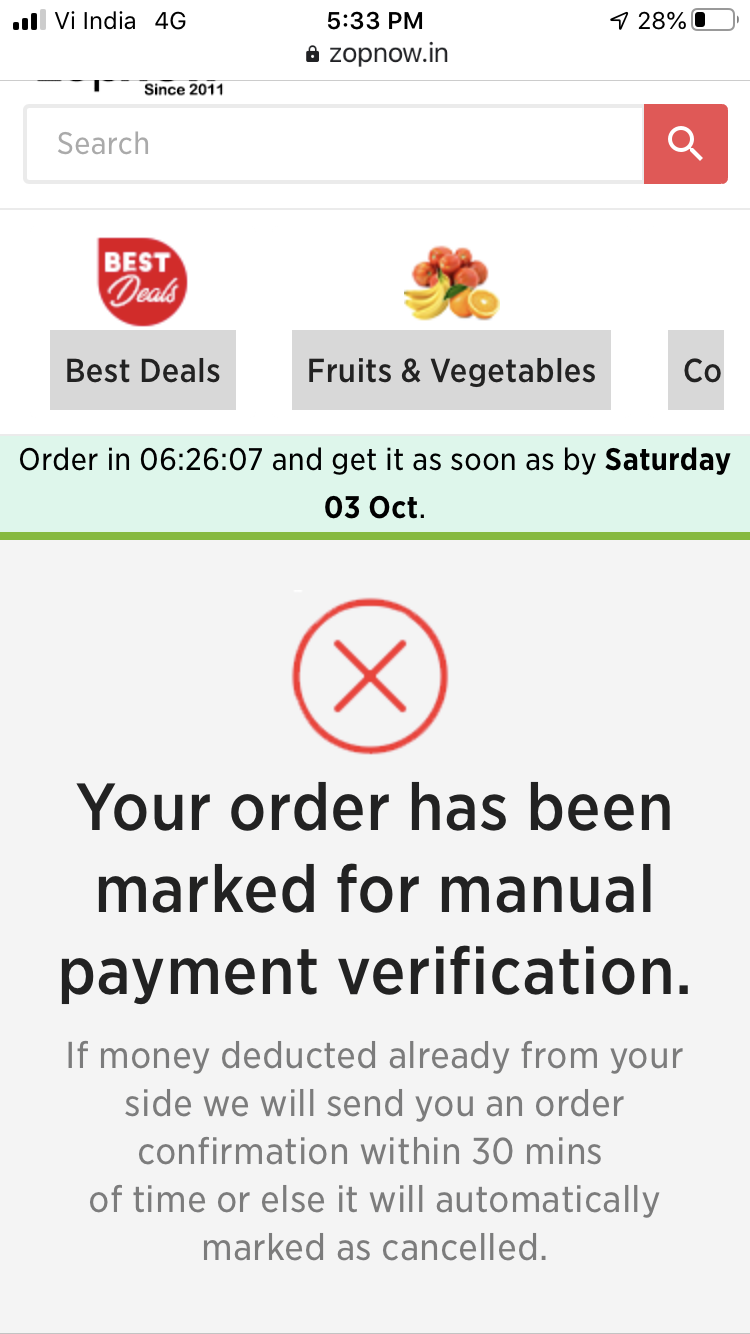 Vi India 4G 5:33 PM 28%
zopnow.in
Since 2011
Search
BEST
Deals
Best Deals
Fruits & Vegetables
Co
Order in 06:26:07 and get it as soon as by Saturday
03 Oct.
Your order has been
marked for manual
payment verification.
If money deducted already from your
side we will send you an order
confirmation within 30 mins
of time or else it will automatically
marked as cancelled.